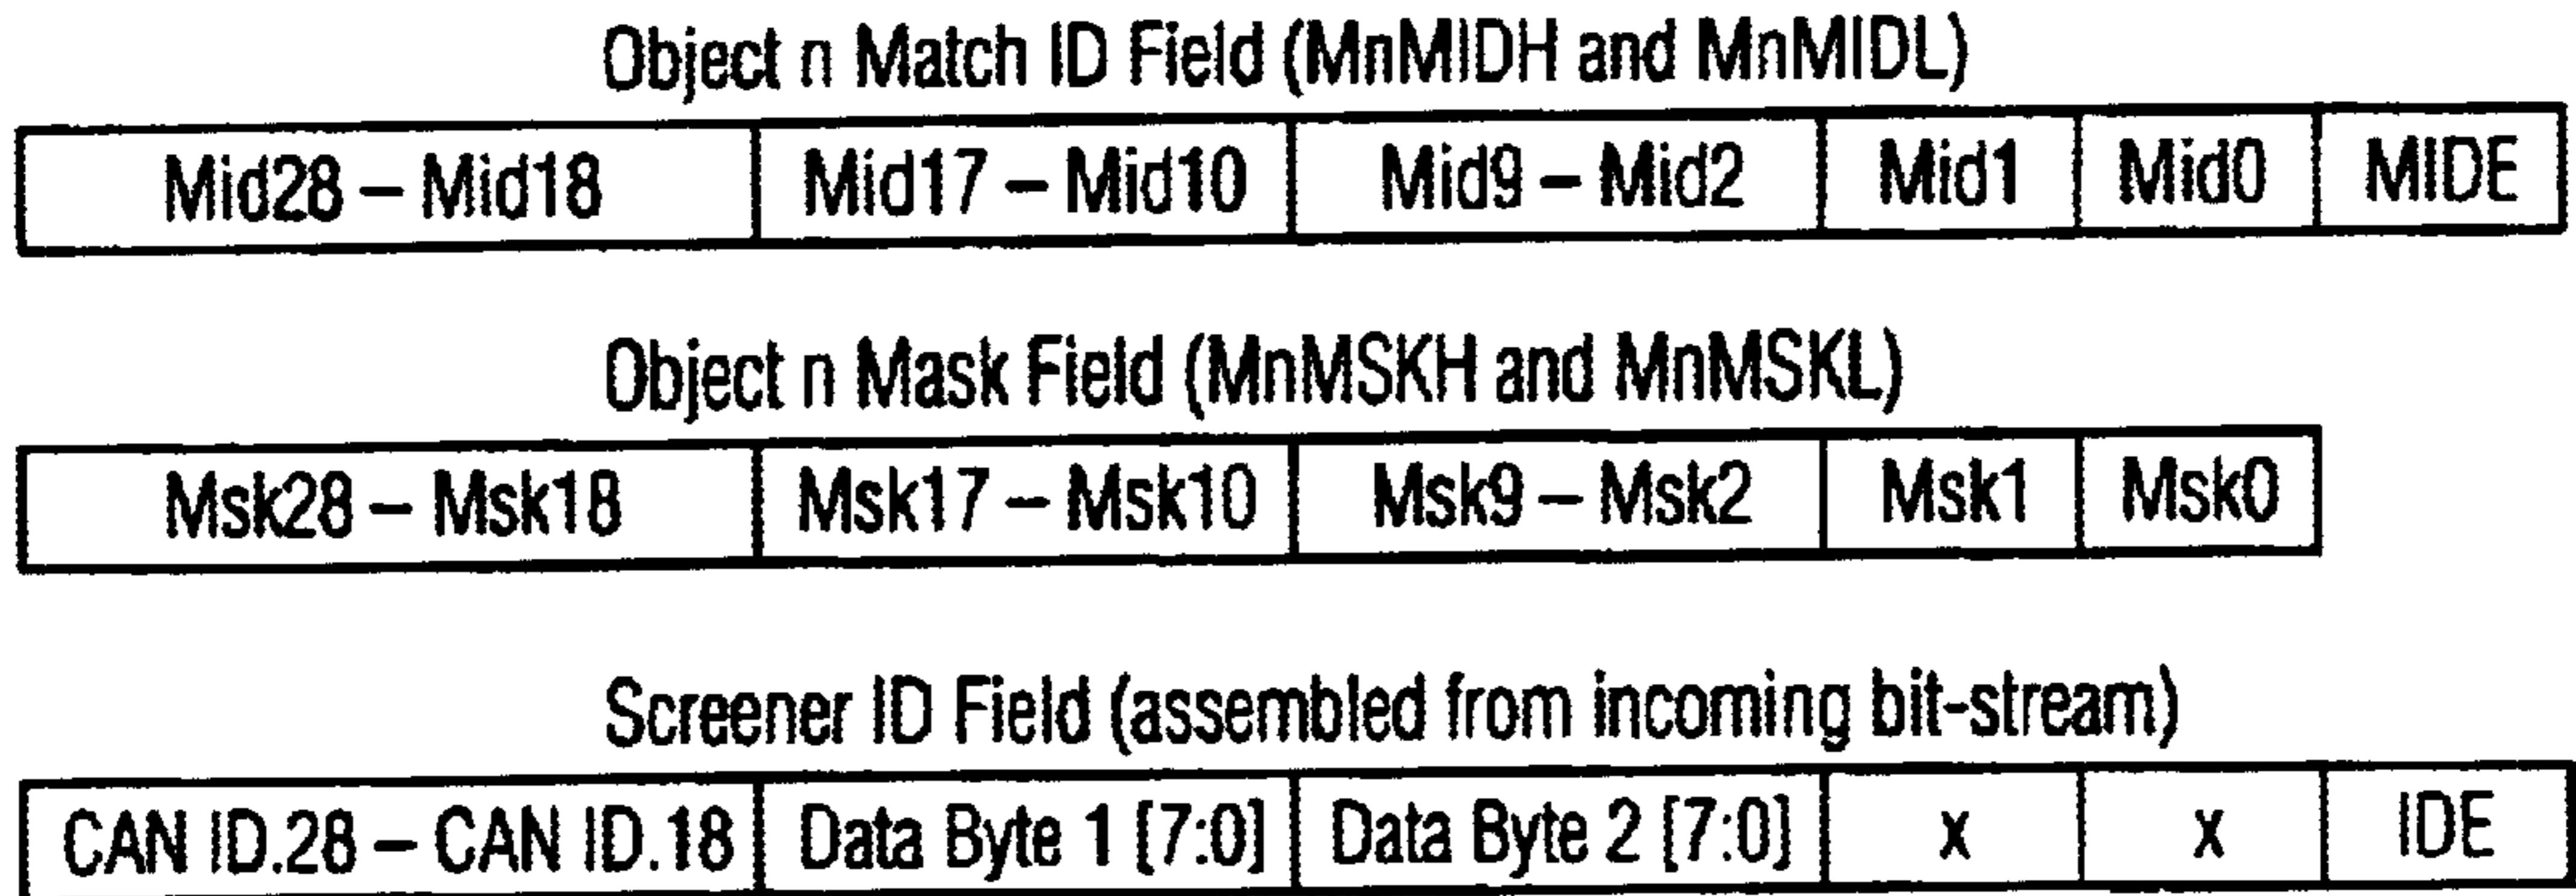 Object n Match ID Field (MnMIDH and MnMIDL)
Mid28 – Mid18 Mid17 – Mid10 Mid9 – Mid2 Mid1 Mid0 MIDE
Object n Mask Field (MnMSKH and MnMSKL)
Msk28 – Msk18 Msk17 – Msk10 Msk9 – Msk2 Msk1 Msk0
Screener ID Field (assembled from incoming bit-stream)
CAN ID.28 – CAN ID.18 Data Byte 1 [7:0] Data Byte 2 [7:0] x x IDE